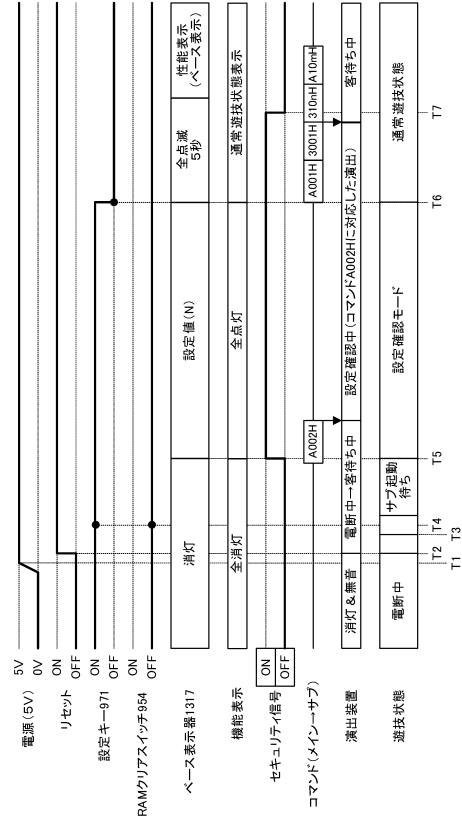 電源(5V)
5V
0V
リセット
ON
OFF
設定キー971
ON
OFF
RAMクリアスイッチ954
ON
OFF
ベース表示器1317
消灯
設定値(N)
全点滅
5秒
性能表示
(ベース表示)
機能表示
全消灯
全点灯
通常遊技状態表示
セキュリティ信号
ON
OFF
コマンド(メイン→サブ)
A002H
A001H
3001H
310nH
A10mH
演出装置
消灯&無音
電断中→客待ち中
設定確認中(コマンドA002Hに対応した演出)
客待ち中
遊技状態
電断中
サブ起動
待ち
設定確認モード
通常遊技状態
T1
T2
T3
T4
T5
T6
T7